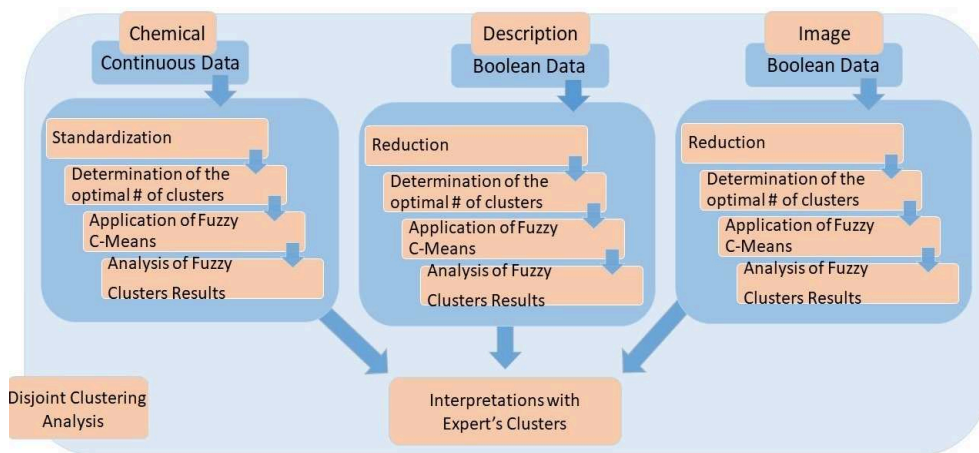 Chemical
Continuous Data
Standardization
Determination of the
optimal # of clusters
Application of Fuzzy
C-Means
Analysis of Fuzzy
Clusters Results
Description
Boolean Data
Reduction
Determination of the
optimal # of clusters
Application of Fuzzy
C-Means
Analysis of Fuzzy
Clusters Results
Image
Boolean Data
Reduction
Determination of the
optimal # of clusters
Application of Fuzzy
C-Means
Analysis of Fuzzy
Clusters Results
Disjoint Clustering
Analysis
Interpretations with
Expert's Clusters